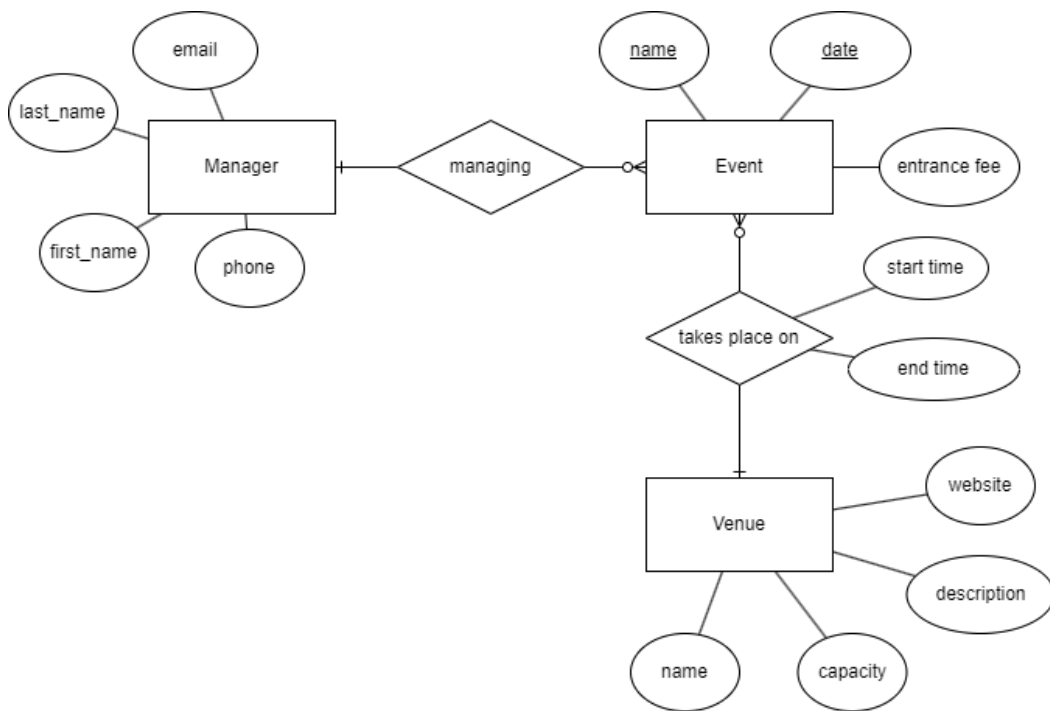 email
name
date
last_name
Manager
managing
Event
entrance fee
first_name
phone
start time
takes place on
end time
website
Venue
description
name
capacity